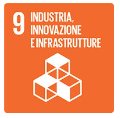 9 INDUSTRIA,
INNOVAZIONE
E INFRASTRUTTURE